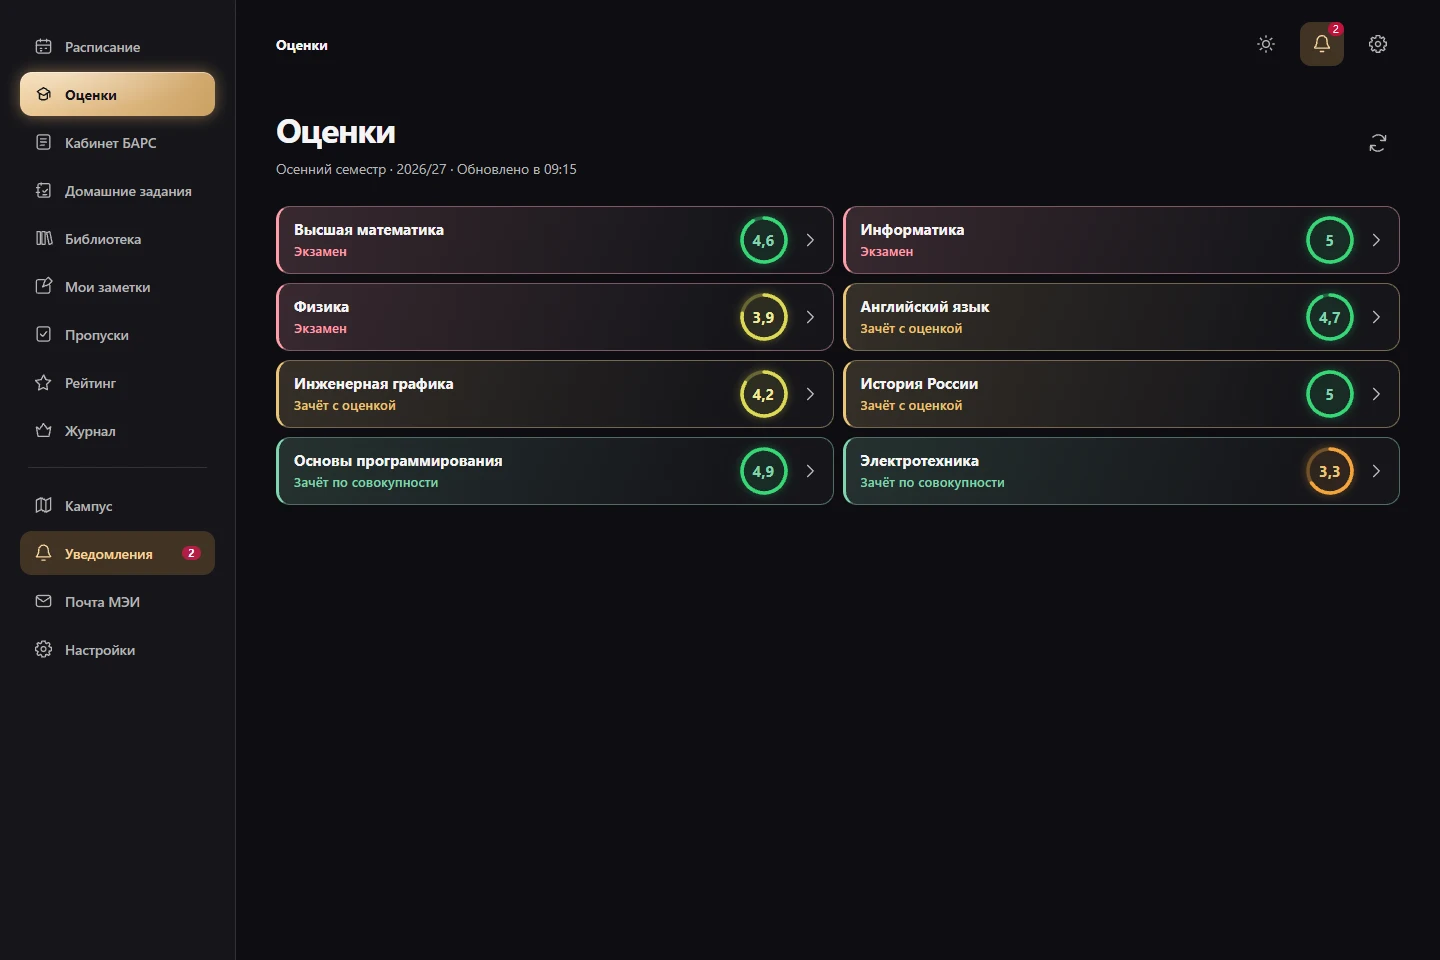 Расписание
Оценки
Кабинет БАРС
Домашние задания
Библиотека
Мои заметки
Пропуски
Рейтинг
Журнал
Кампус
Уведомления 2
Почта МЭИ
Настройки
Оценки
2
Оценки
Осенний семестр · 2026/27 · Обновлено в 09:15
Высшая математика
Экзамен
4,6
Информатика
Экзамен
5
Физика
Экзамен
3,9
Английский язык
Зачёт с оценкой
4,7
Инженерная графика
Зачёт с оценкой
4,2
История России
Зачёт с оценкой
5
Основы программирования
Зачёт по совокупности
4,9
Электротехника
Зачёт по совокупности
3,3